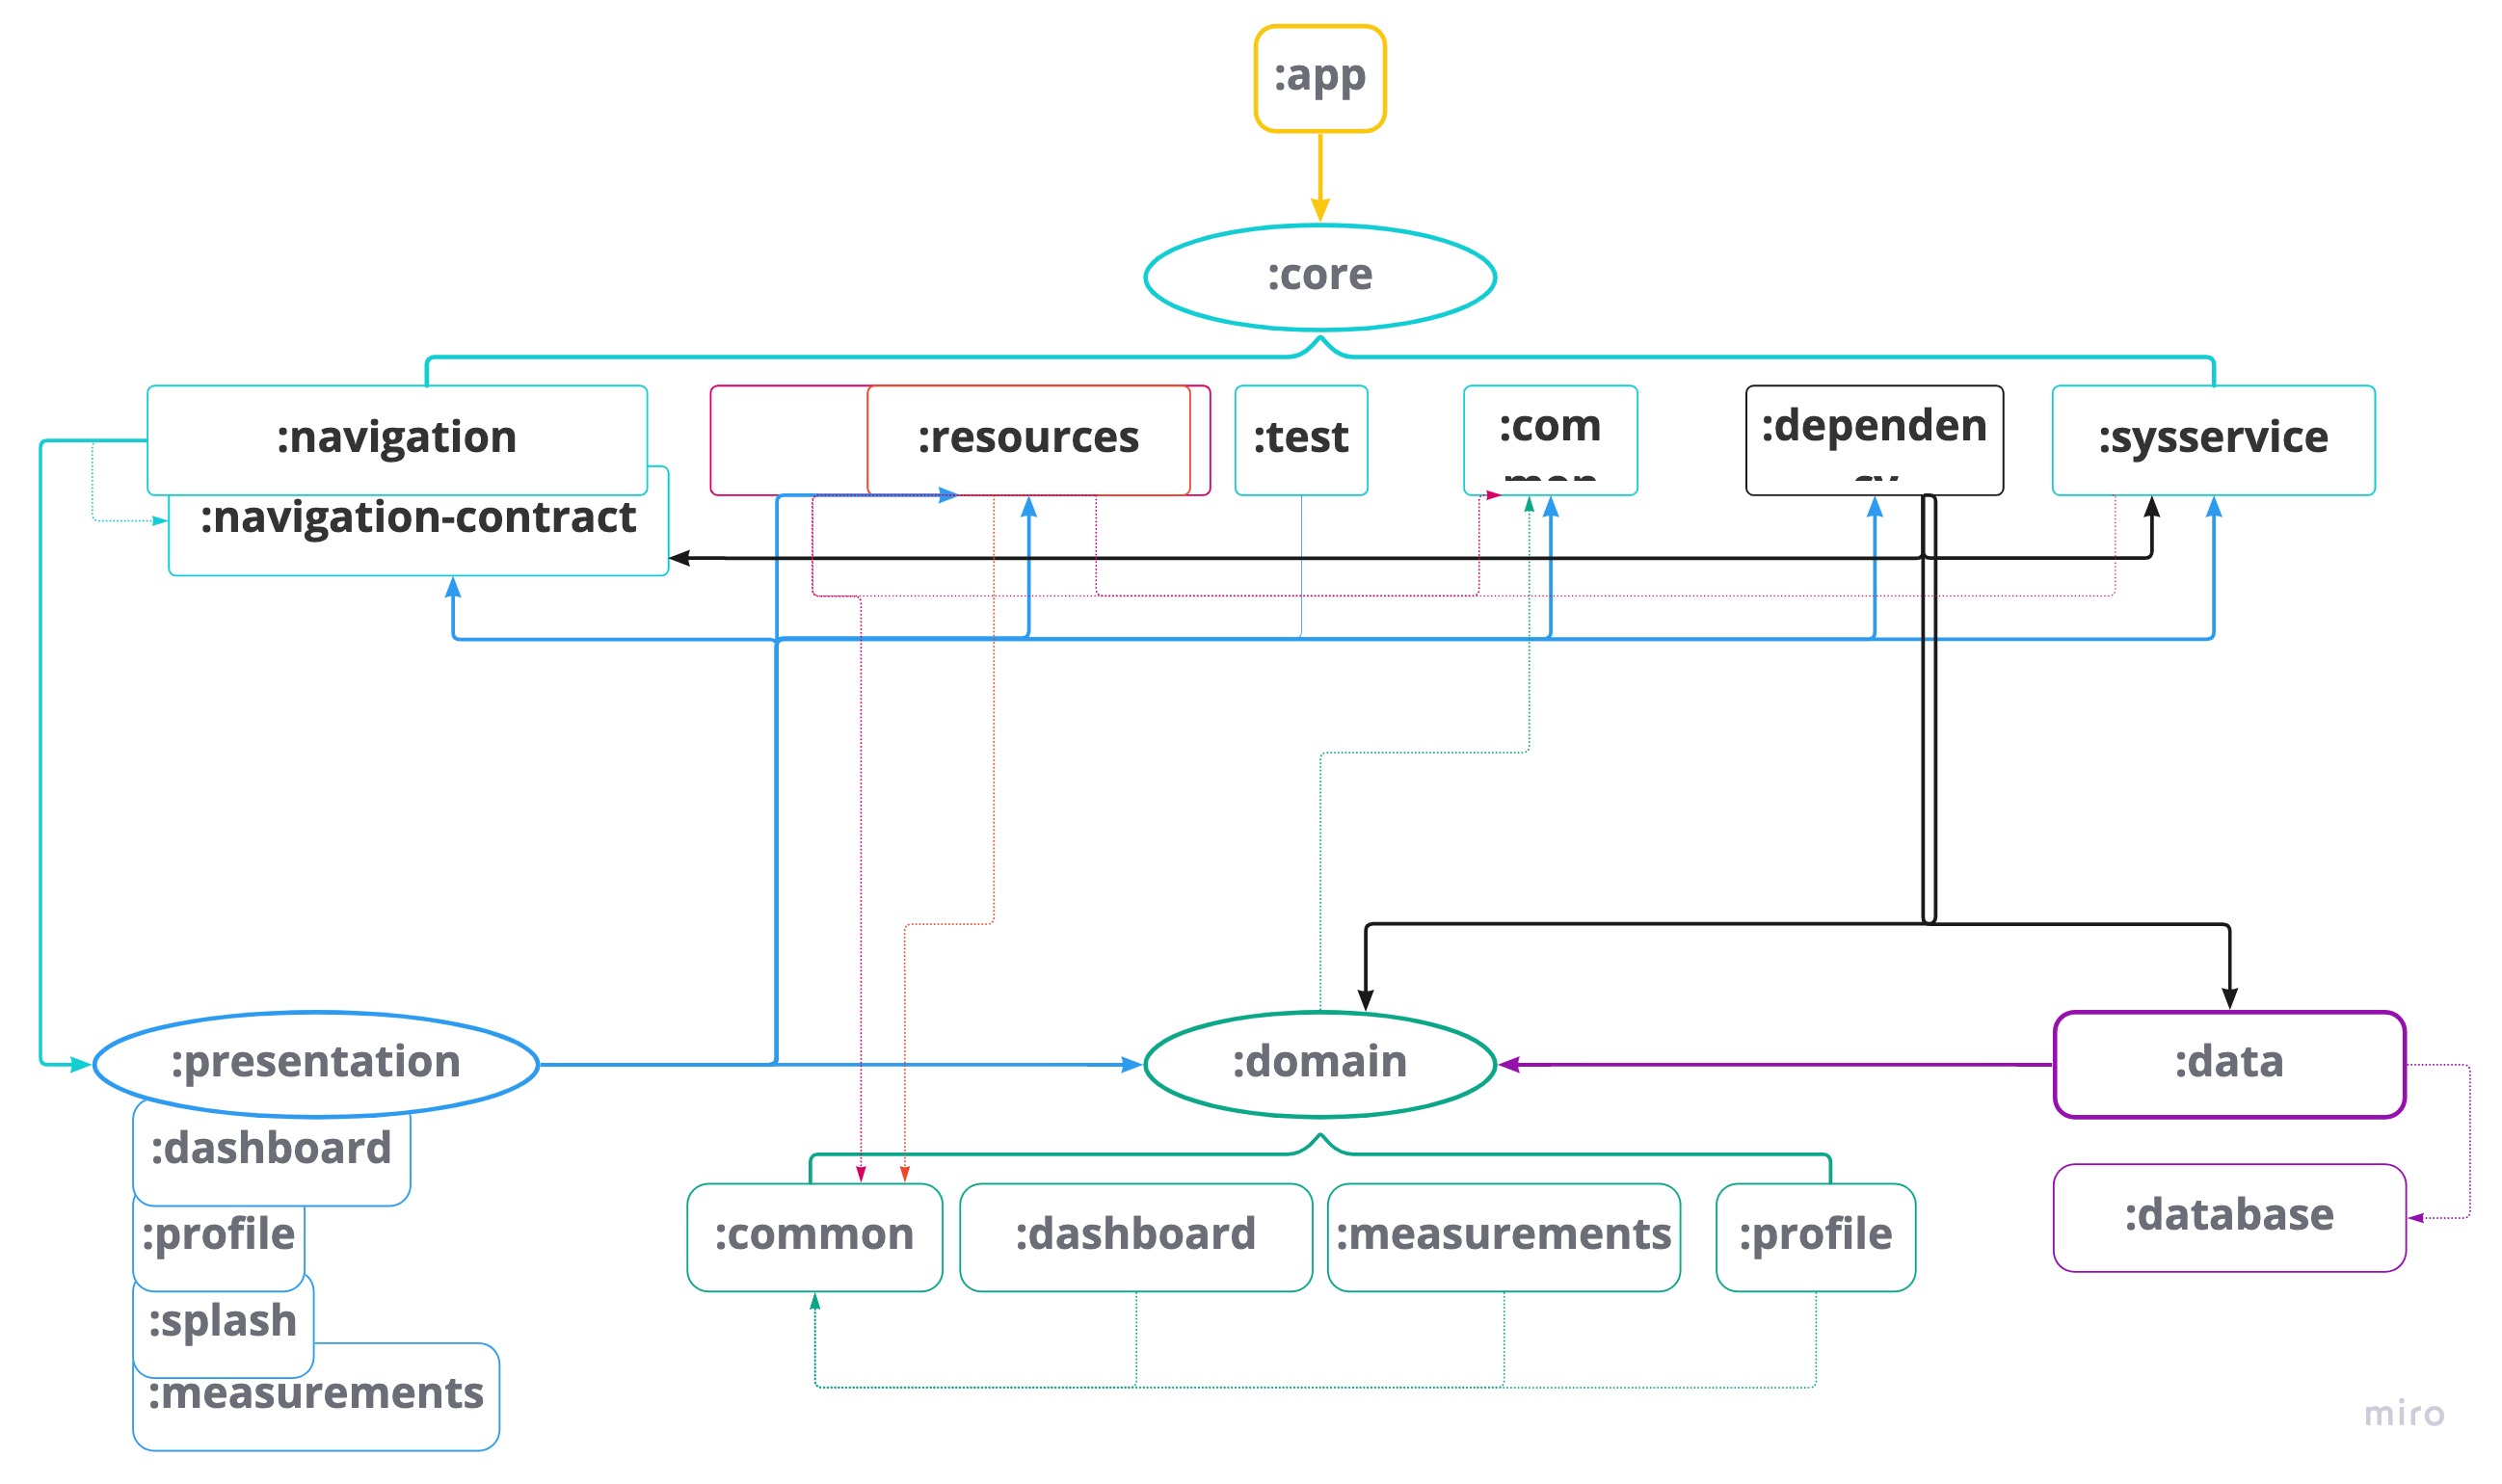 :app
:core
:navigation
:resources
:test
:com
mon
:dependen
:sysservice
:navigation-contract
:presentation
:domain
:data
:dashboard
:profile
:splash
:measurements
:common
:dashboard
:measurements
:profile
:database
miro